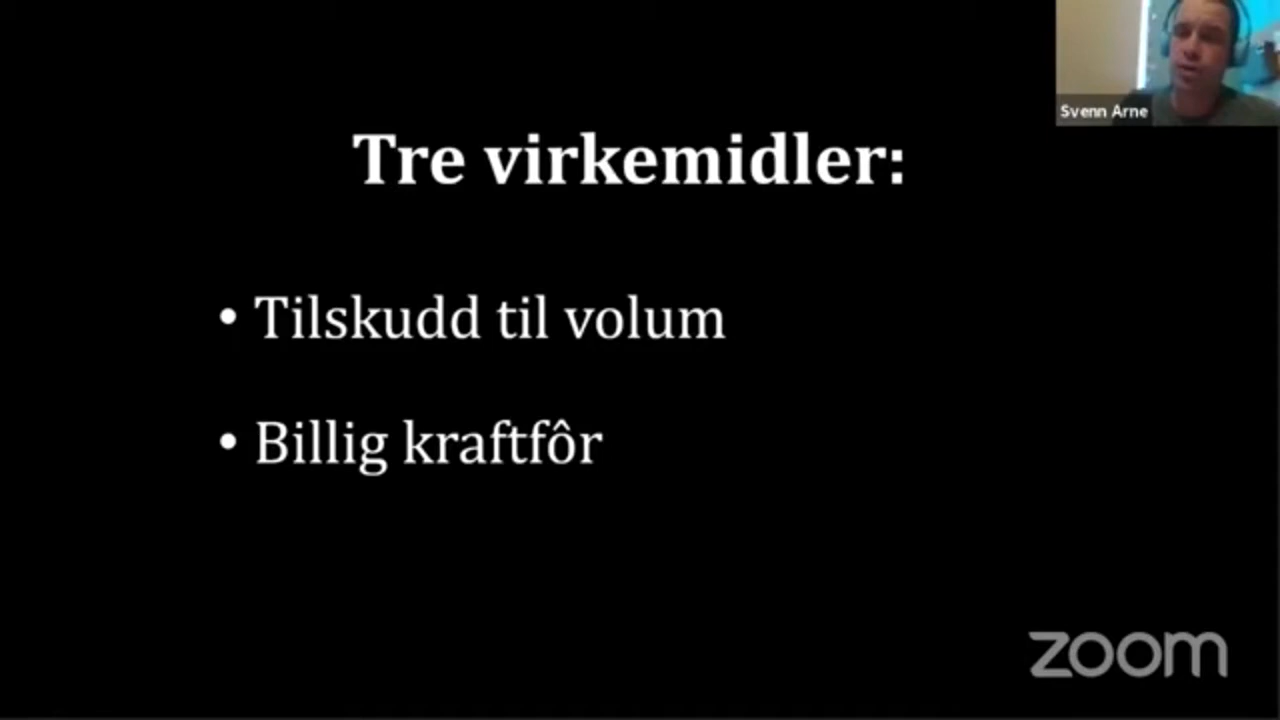 Svenn Arne
Tre virkemidler:
• Tilskudd til volum
• Billig kraftfôr
zoom